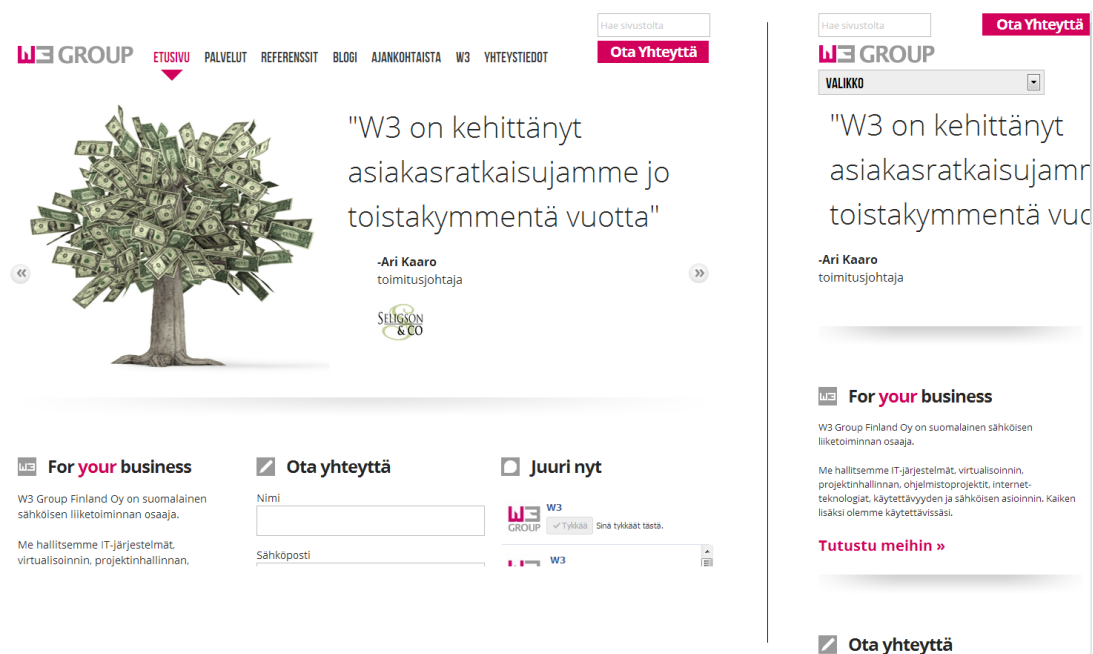 Hae sivustolta
W3 GROUP
ETUSIVU PALVELUT REFERENSSIT BLOGI AJANKOHTAISTA W3 YHTEYSTIEDOT
Ota Yhteyttä
"W3 on kehittänyt
asiakasratkaisujamme jo
toistakymmentä vuotta"
-Ari Kaaro
toimitusjohtaja
SELIGSON
& CO
W3 For your business
W3 Group Finland Oy on suomalainen
sähköisen liiketoiminnan osaaja.
Me hallitsemme IT-järjestelmät,
virtualisoinnin, projektinhallinnan,
Ota yhteyttä
Nimi
Sähköposti
Juuri nyt
W3 GROUP
W3
Tykkää Sinä tykkäät tästä.
W3
Hae sivustolta
Ota Yhteyttä
W3 GROUP
VALIKKO
"W3 on kehittänyt
asiakasratkaisujamm
toistakymmentä vuo
-Ari Kaaro
toimitusjohtaja
W3 For your business
W3 Group Finland Oy on suomalainen sähköisen
liiketoiminnan osaaja.
Me hallitsemme IT-järjestelmät, virtualisoinnin,
projektinhallinnan, ohjelmistoprojektit, internet-
teknologiat, käytettävyyden ja sähköisen asioinnin. Kaiken
lisäksi olemme käytettävissäsi.
Tutustu meihin »
Ota yhteyttä